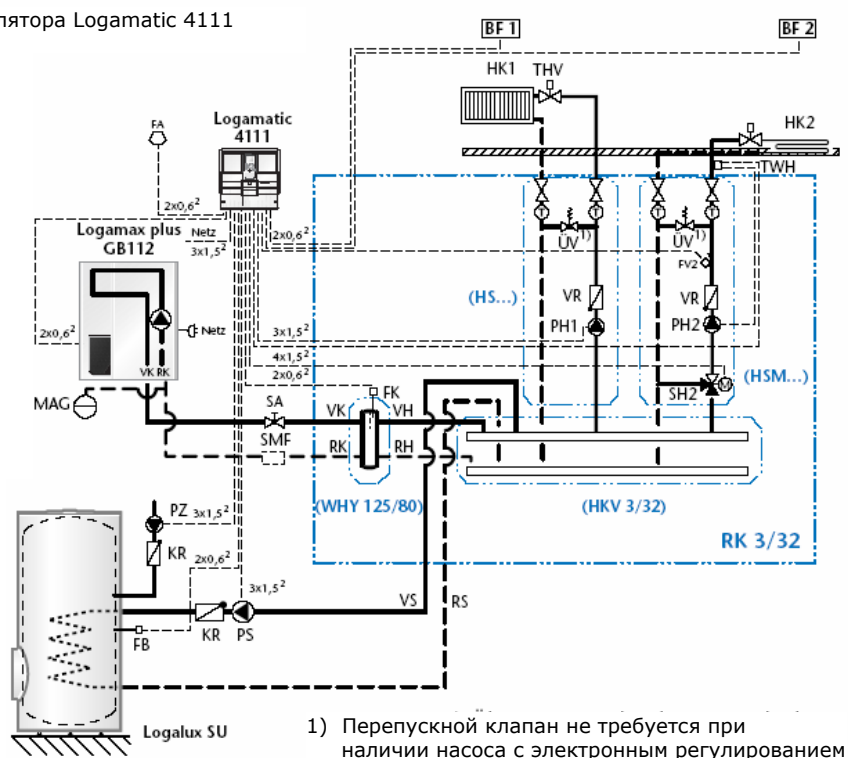 лятора Logamatic 4111
BF 1
BF 2
HK1 THV
HK2
FA
Logamatic
4111
TWH
2x0,6²
Logamax plus
GB112
Netz
3x1,5²
2x0,6²
ÜV¹⁾
ÜV¹⁾
FV2
(HS...)
VR
VR
2x0,6²
Netz
3x1,5²
PH1
PH2
4x1,5²
2x0,6²
(HSM...)
M
VK RK
FK
SH2
MAG
SA
VK
VH
SMF
RK
RH
T
T
T
T
(WHY 125/80)
(HKV 3/32)
PZ 3x1,5²
RK 3/32
KR
2x0,6²
3x1,5²
VS
RS
FB
KR
PS
Logalux SU
1) Перепускной клапан не требуется при
наличии насоса с электронным регулированием